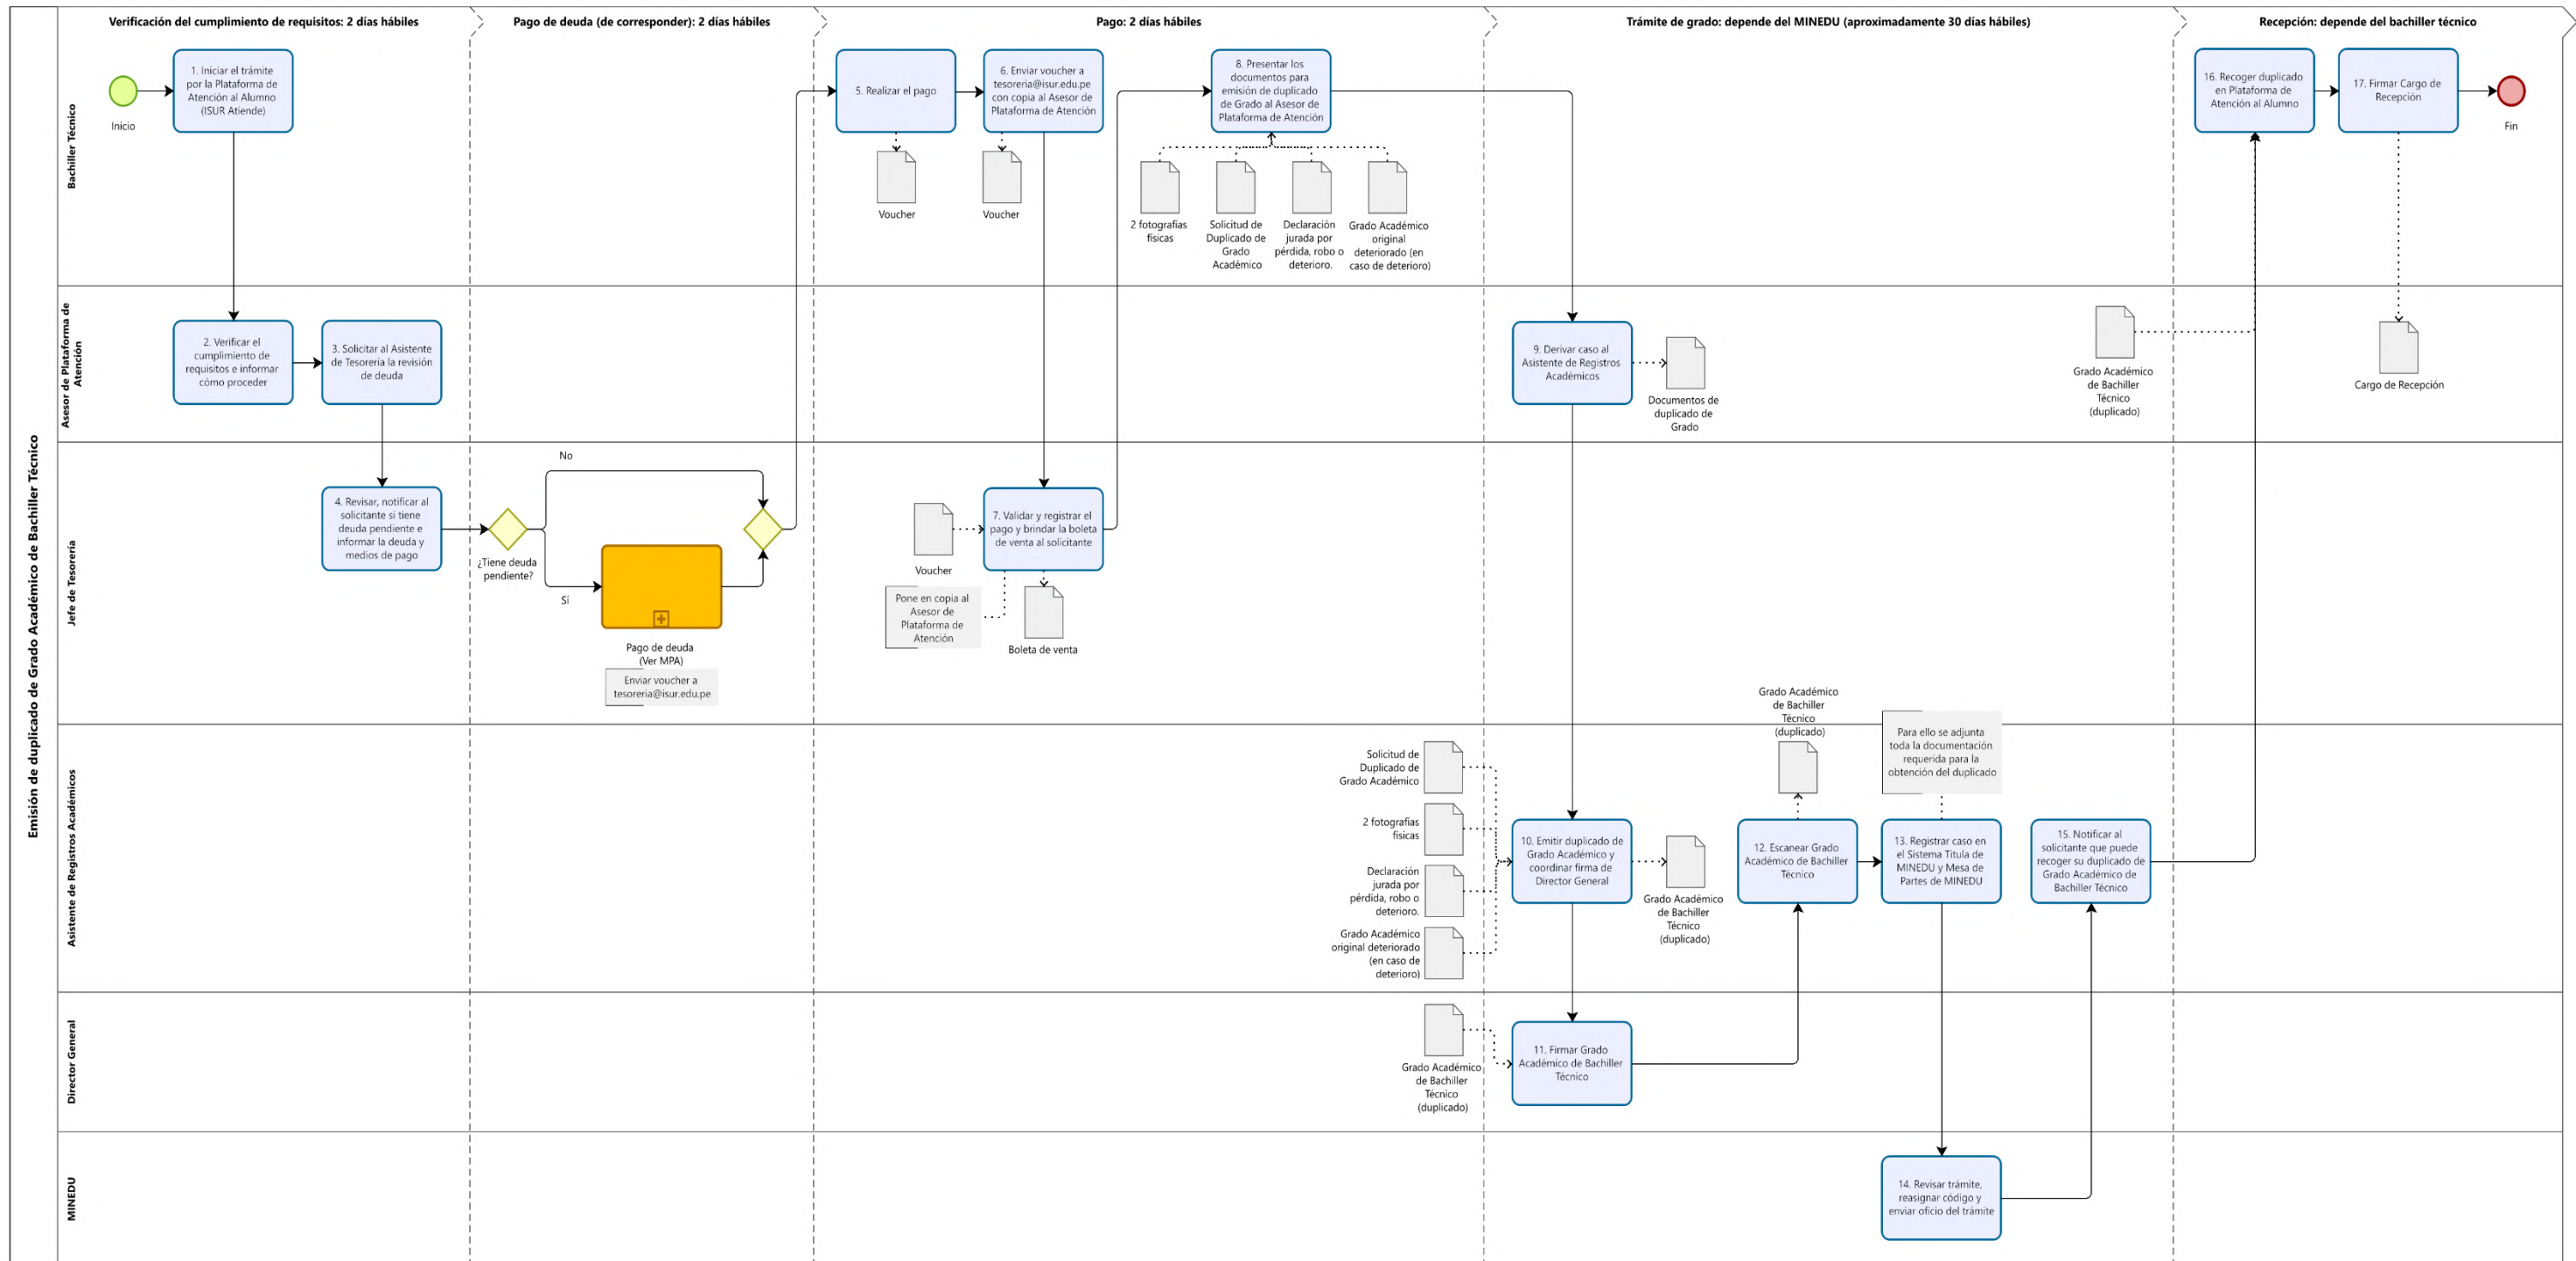 Verificación del cumplimiento de requisitos: 2 días hábiles
Pago de deuda (de corresponder): 2 días hábiles
Pago: 2 días hábiles
Trámite de grado: depende del MINEDU (aproximadamente 30 días hábiles)
Recepción: depende del bachiller técnico
Emisión de duplicado de Grado Académico de Bachiller Técnico
Bachiller Técnico
Inicio
1. Iniciar el trámite
por la Plataforma de
Atención al Alumno
(ISUR Atiende)
5. Realizar el pago
Voucher
6. Enviar voucher a
tesoreria@isur.edu.pe
con copia al Asesor de
Plataforma de Atención
Voucher
8. Presentar los
documentos para
emisión de duplicado
de Grado al Asesor de
Plataforma de Atención
2 fotografías
físicas
Solicitud de
Duplicado de
Grado
Académico
Declaración
jurada por
pérdida, robo o
deterioro.
Grado Académico
original
deteriorado (en
caso de deterioro)
16. Recoger duplicado
en Plataforma de
Atención al Alumno
17. Firmar Cargo de
Recepción
Fin
Asesor de Plataforma de
Atención
2. Verificar el
cumplimiento de
requisitos e informar
cómo proceder
3. Solicitar al Asistente
de Tesorería la revisión
de deuda
9. Derivar caso al
Asistente de Registros
Académicos
Documentos de
duplicado de
Grado
Grado Académico
de Bachiller
Técnico
(duplicado)
Cargo de Recepción
Jefe de Tesorería
4. Revisar, notificar al
solicitante si tiene
deuda pendiente e
informar la deuda y
medios de pago
¿Tiene deuda
pendiente?
No
Sí
Pago de deuda
(Ver MPA)
Enviar voucher a
tesoreria@isur.edu.pe
Voucher
7. Validar y registrar el
pago y brindar la boleta
de venta al solicitante
Pone en copia al
Asesor de
Plataforma de
Atención
Boleta de venta
Asistente de Registros Académicos
Solicitud de
Duplicado de
Grado Académico
2 fotografías
físicas
Declaración
jurada por
pérdida, robo o
deterioro.
Grado Académico
original deteriorado
(en caso de
deterioro)
10. Emitir duplicado de
Grado Académico y
coordinar firma de
Director General
Grado Académico
de Bachiller
Técnico
(duplicado)
Grado Académico
de Bachiller
Técnico
(duplicado)
12. Escanear Grado
Académico de Bachiller
Técnico
Para ello se adjunta
toda la documentación
requerida para la
obtención del duplicado
13. Registrar caso en
el Sistema Titula de
MINEDU y Mesa de
Partes de MINEDU
15. Notificar al
solicitante que puede
recoger su duplicado de
Grado Académico de
Bachiller Técnico
Director General
Grado Académico
de Bachiller
Técnico
(duplicado)
11. Firmar Grado
Académico de Bachiller
Técnico
MINEDU
14. Revisar trámite,
reasignar código y
enviar oficio del trámite